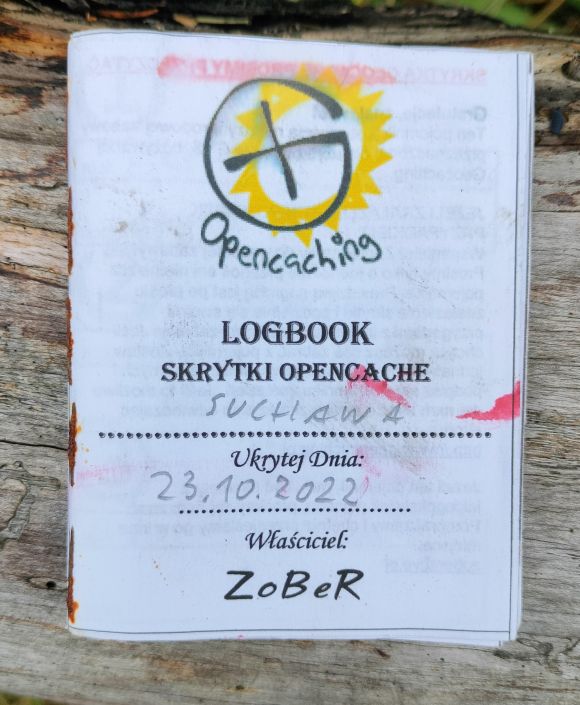 Opencaching
LOGBOOK
SKRYTKI OPENCACHE
SUCHAWA
Ukrytej Dnia:
23.10.2022
Właściciel:
ZoBeR